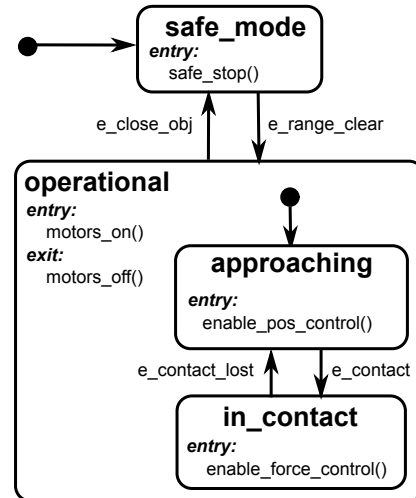 safe_mode
entry:
safe_stop()
e_close_obj
e_range_clear
operational
entry:
motors_on()
exit:
motors_off()
approaching
entry:
enable_pos_control()
e_contact_lost
e_contact
in_contact
entry:
enable_force_control()